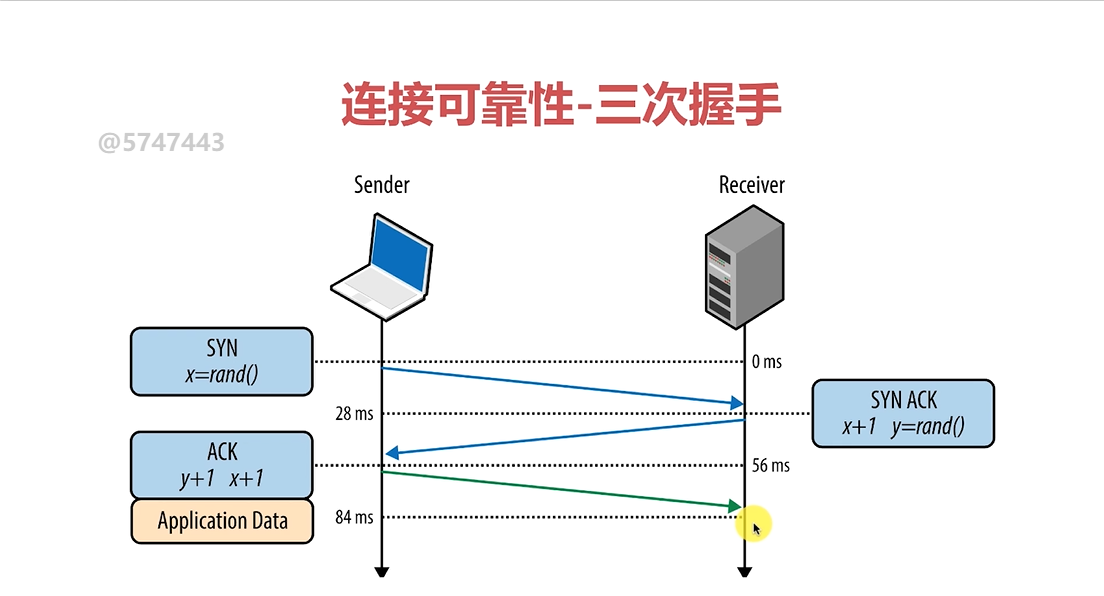 连接可靠性-三次握手
@5747443
Sender
Receiver
SYN
x=rand()
0 ms
28 ms
SYN ACK
x+1 y=rand()
ACK
y+1 x+1
56 ms
Application Data
84 ms